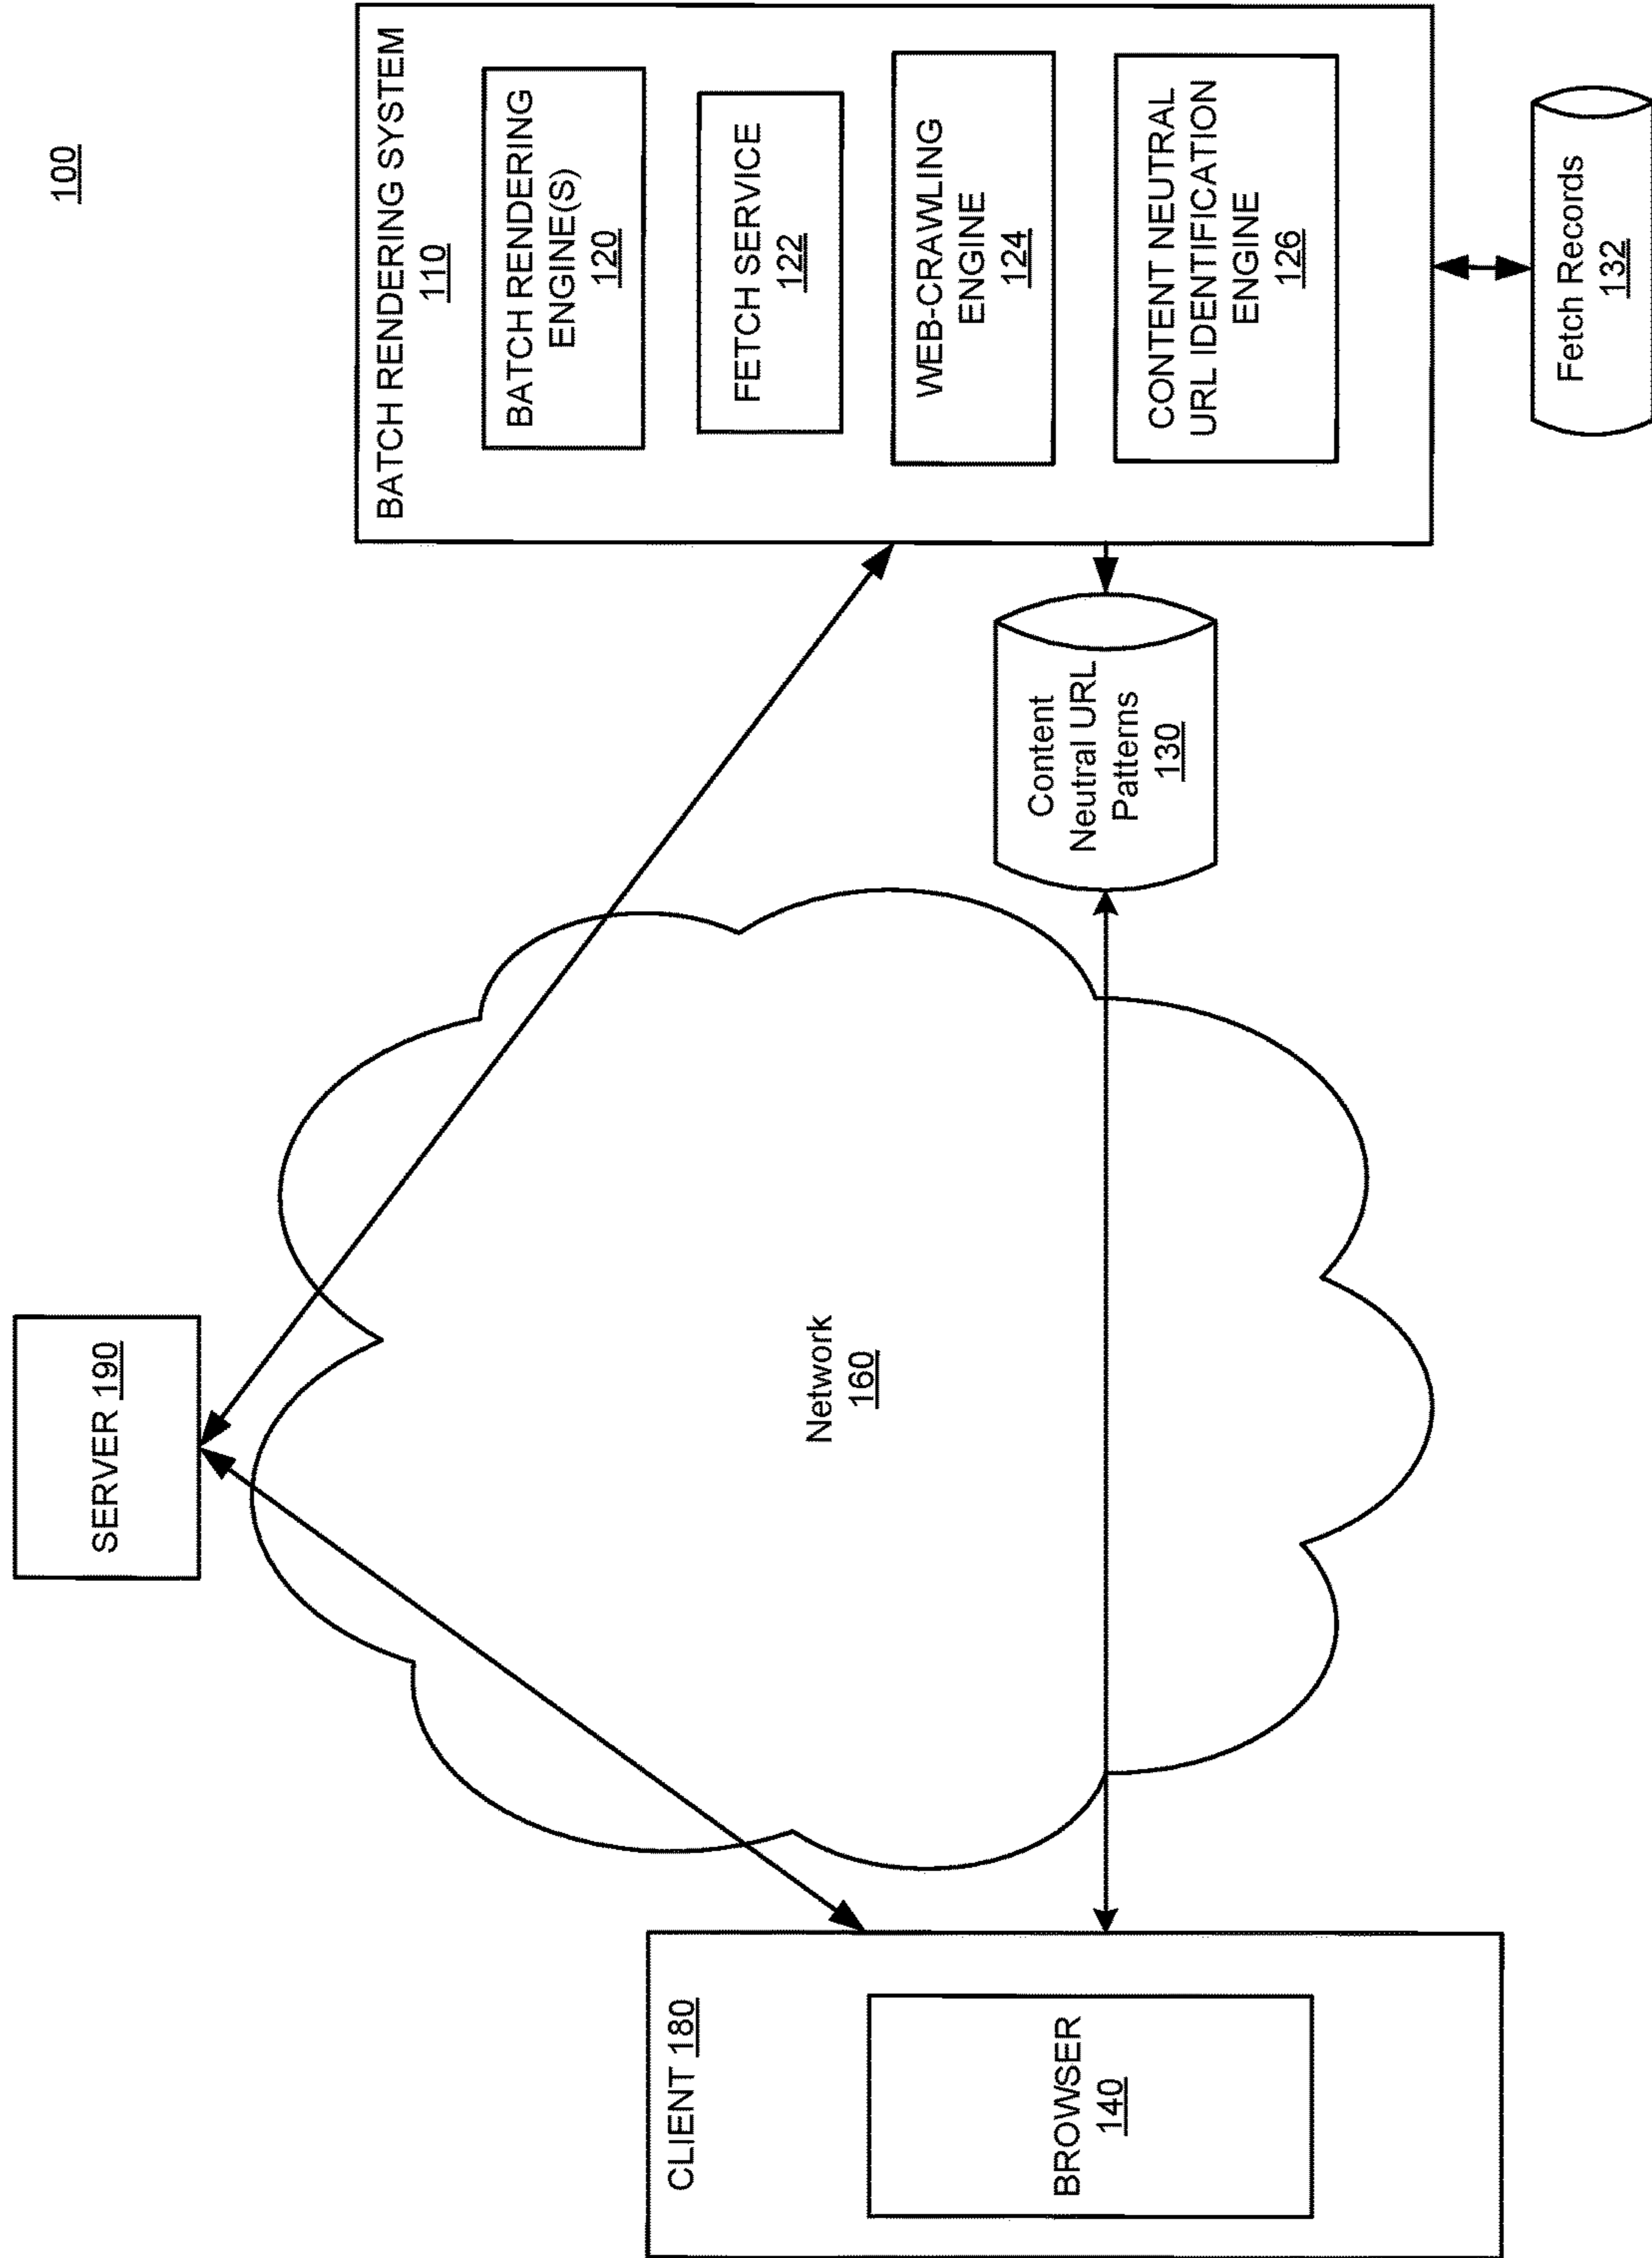 100
BATCH RENDERING SYSTEM
110
BATCH RENDERING
ENGINE(S)
120
FETCH SERVICE
122
WEB-CRAWLING
ENGINE
124
CONTENT NEUTRAL
URL IDENTIFICATION
ENGINE
126
Fetch Records
132
Content
Neutral URL
Patterns
130
SERVER 190
Network
160
CLIENT 180
BROWSER
140